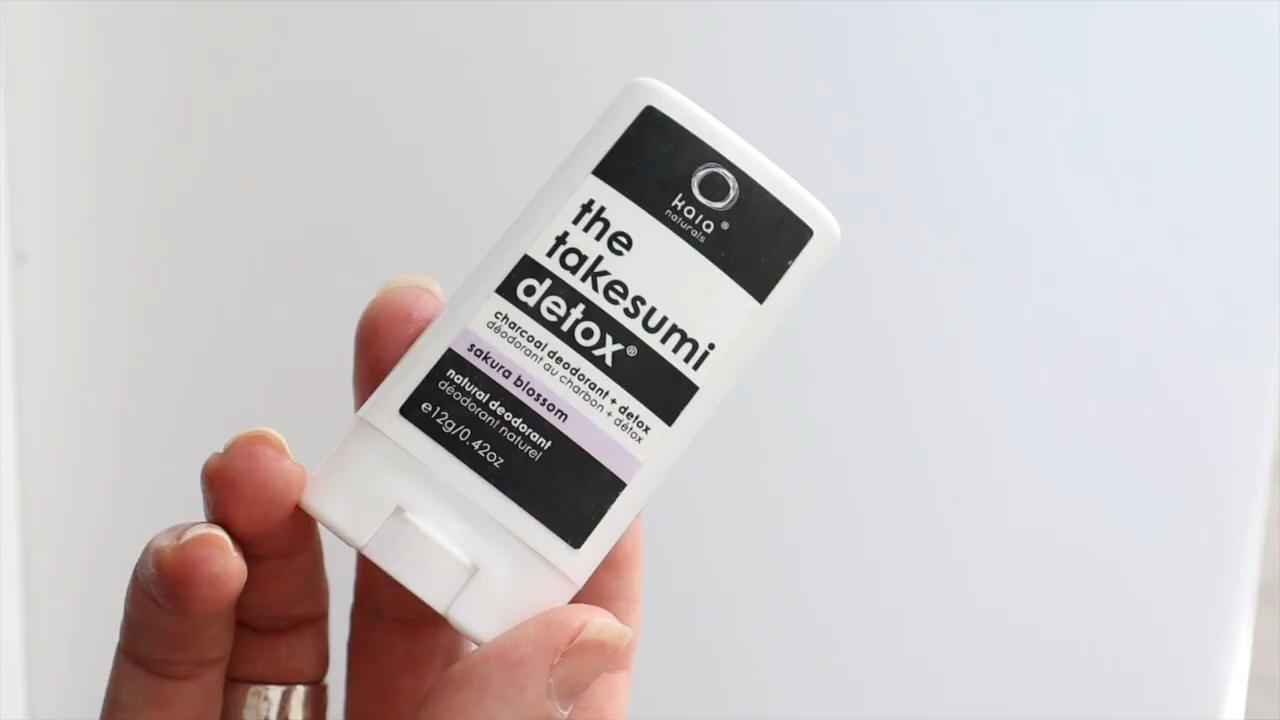 kaia®
naturals
the
takesumi
detox®
charcoal deodorant + detox
déodorant au charbon + détox
sakura blossom
natural deodorant
déodorant naturel
e12g/0.42oz